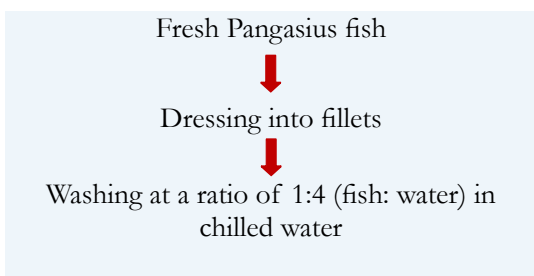 Fresh Pangasius fish
Dressing into fillets
Washing at a ratio of 1:4 (fish: water) in
chilled water